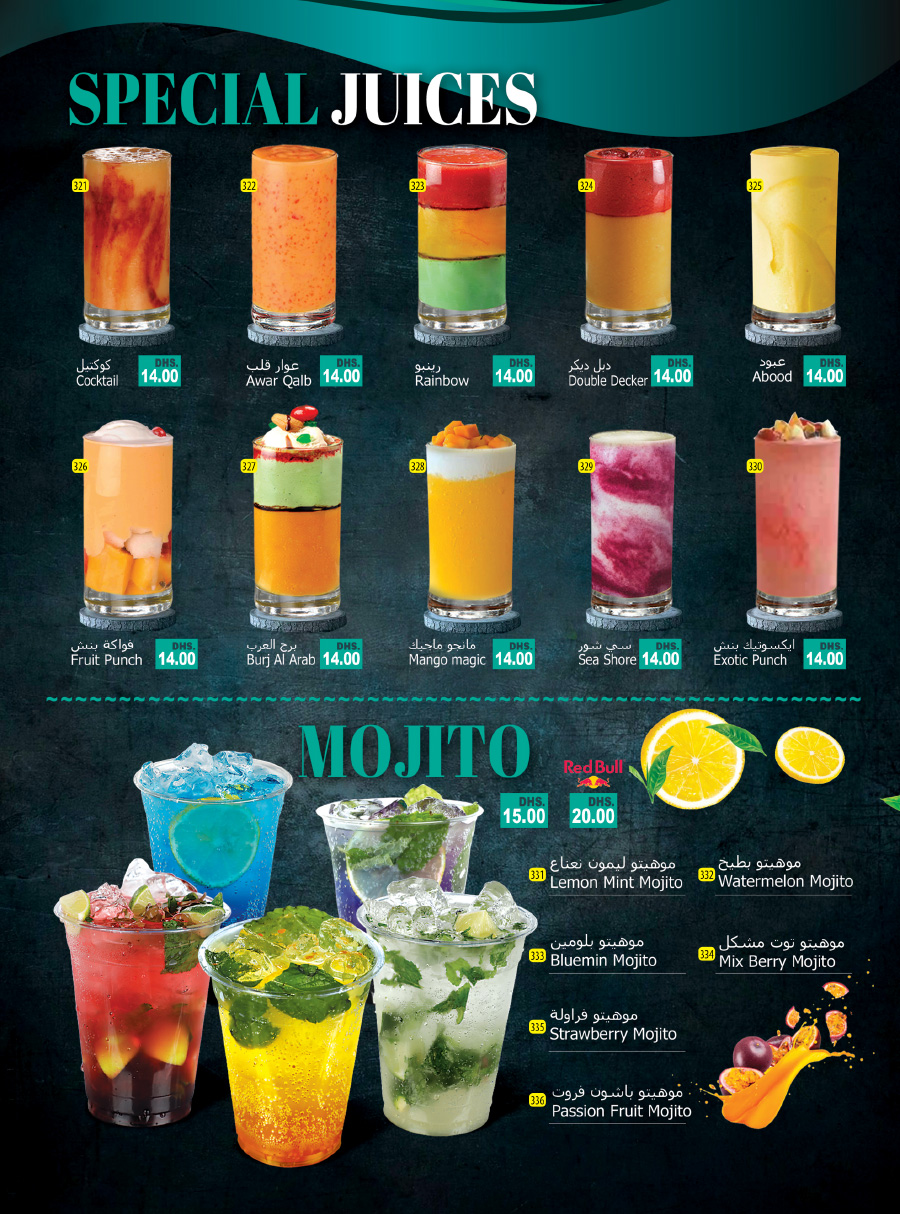 SPECIAL JUICES
321
322
323
324
325
كوكتيل
Cocktail
DHS.
14.00
عوار قلب
Awar Qalb
DHS.
14.00
رينبو
Rainbow
DHS.
14.00
دبل ديكر
Double Decker
DHS.
14.00
عبود
Abood
DHS.
14.00
326
327
328
329
330
فواكة بنش
Fruit Punch
DHS.
14.00
برج العرب
Burj Al Arab
DHS.
14.00
مانجو ماجيك
Mango magic
DHS.
14.00
سي شور
Sea Shore
DHS.
14.00
ايكسوتيك بنش
Exotic Punch
DHS.
14.00
MOJITO
Red Bull
DHS.
15.00
DHS.
20.00
331
موهيتو ليمون نعناع
Lemon Mint Mojito
332
موهيتو بطيخ
Watermelon Mojito
333
موهيتو بلومين
Bluemin Mojito
334
موهيتو توت مشكل
Mix Berry Mojito
335
موهيتو فراولة
Strawberry Mojito
336
موهيتو باشون فروت
Passion Fruit Mojito